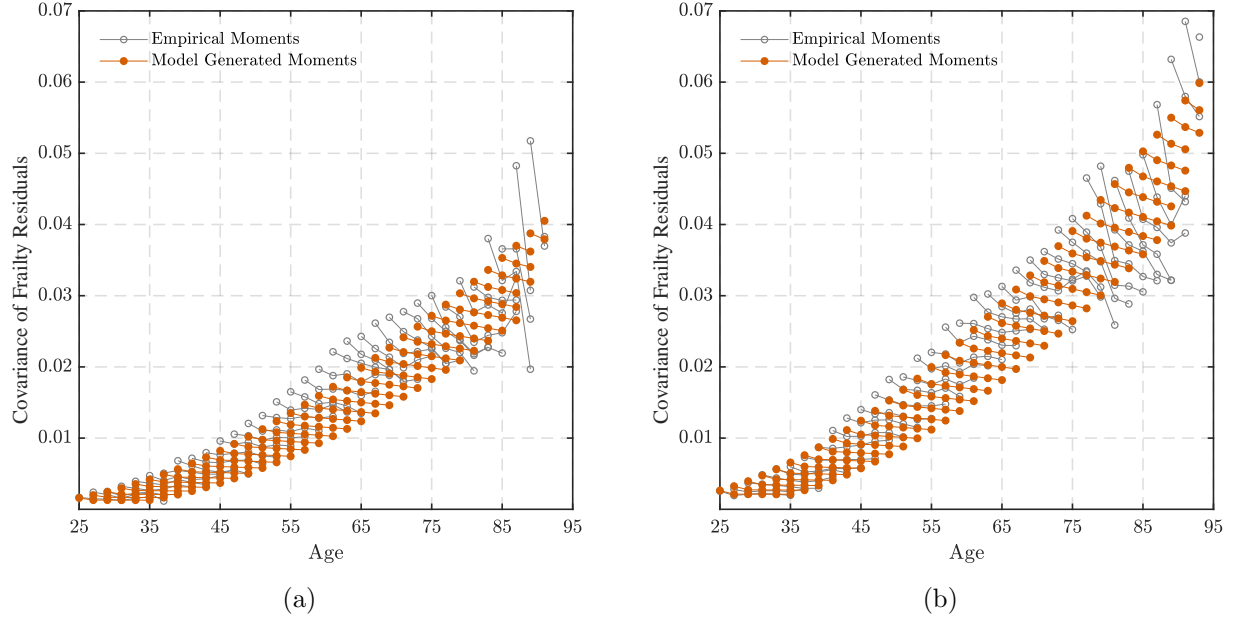 0.07
0.06
0.05
0.04
0.03
0.02
0.01
Covariance of Frailty Residuals
Empirical Moments
Model Generated Moments
25 35 45 55 65 75 85 95
Age
(a)
0.07
0.06
0.05
0.04
0.03
0.02
0.01
Covariance of Frailty Residuals
Empirical Moments
Model Generated Moments
25 35 45 55 65 75 85 95
Age
(b)